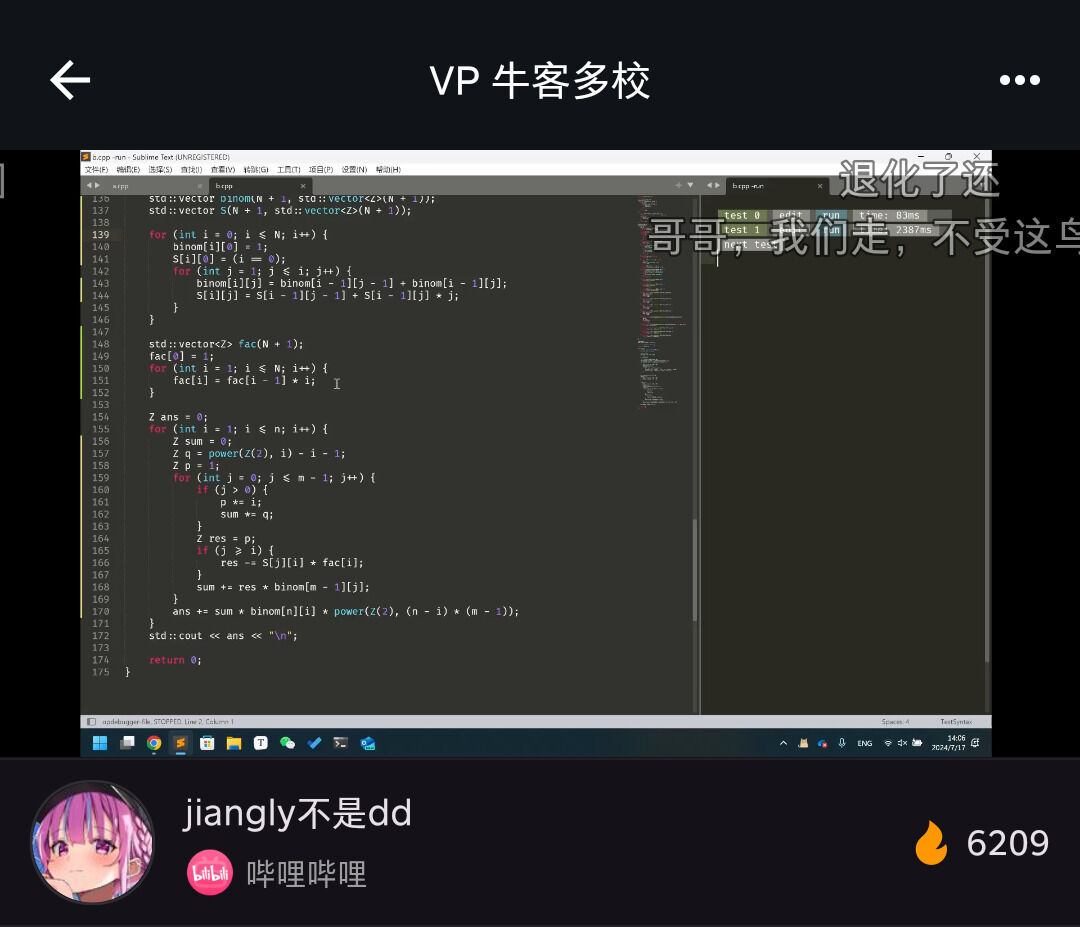 VP 牛客多校
b.cpp -run - Sublime Text (UNREGISTERED)
文件(F) 编辑(E) 选择(S) 查找(I) 查看(V) 转跳(G) 工具(T) 项目(P) 设置(N) 帮助(H)
a.cpp
b.cpp
b.cpp -run
退化了还
哥哥，我们走，不受这鸟
test 0 edit run time: 83ms
test 1 run 2387ms
next test
136 std::vector binom(N + 1, std::vector<Z>(N + 1));
137 std::vector S(N + 1, std::vector<Z>(N + 1));
138
139 for (int i = 0; i <= N; i++) {
140 binom[i][0] = 1;
141 S[i][0] = (i == 0);
142 for (int j = 1; j <= i; j++) {
143 binom[i][j] = binom[i - 1][j - 1] + binom[i - 1][j];
144 S[i][j] = S[i - 1][j - 1] + S[i - 1][j] * j;
145 }
146 }
147
148 std::vector<Z> fac(N + 1);
149 fac[0] = 1;
150 for (int i = 1; i <= N; i++) {
151 fac[i] = fac[i - 1] * i;
152 }
153
154 Z ans = 0;
155 for (int i = 1; i <= n; i++) {
156 Z sum = 0;
157 Z q = power(Z(2), i) - i - 1;
158 Z p = 1;
159 for (int j = 0; j <= m - 1; j++) {
160 if (j > 0) {
161 p *= i;
162 sum *= q;
163 }
164 Z res = p;
165 if (j >= i) {
166 res -= S[j][i] * fac[i];
167 }
168 sum += res * binom[m - 1][j];
169 }
170 ans += sum * binom[n][i] * power(Z(2), (n - i) * (m - 1));
171 }
172 std::cout << ans << "\n";
173
174 return 0;
175 }
opdebugger-file, STOPPED, Line 2, Column 1
Spaces: 4
TestSyntax
ENG
14:06
2024/7/17
jiangly不是dd
bilibili
哔哩哔哩
6209